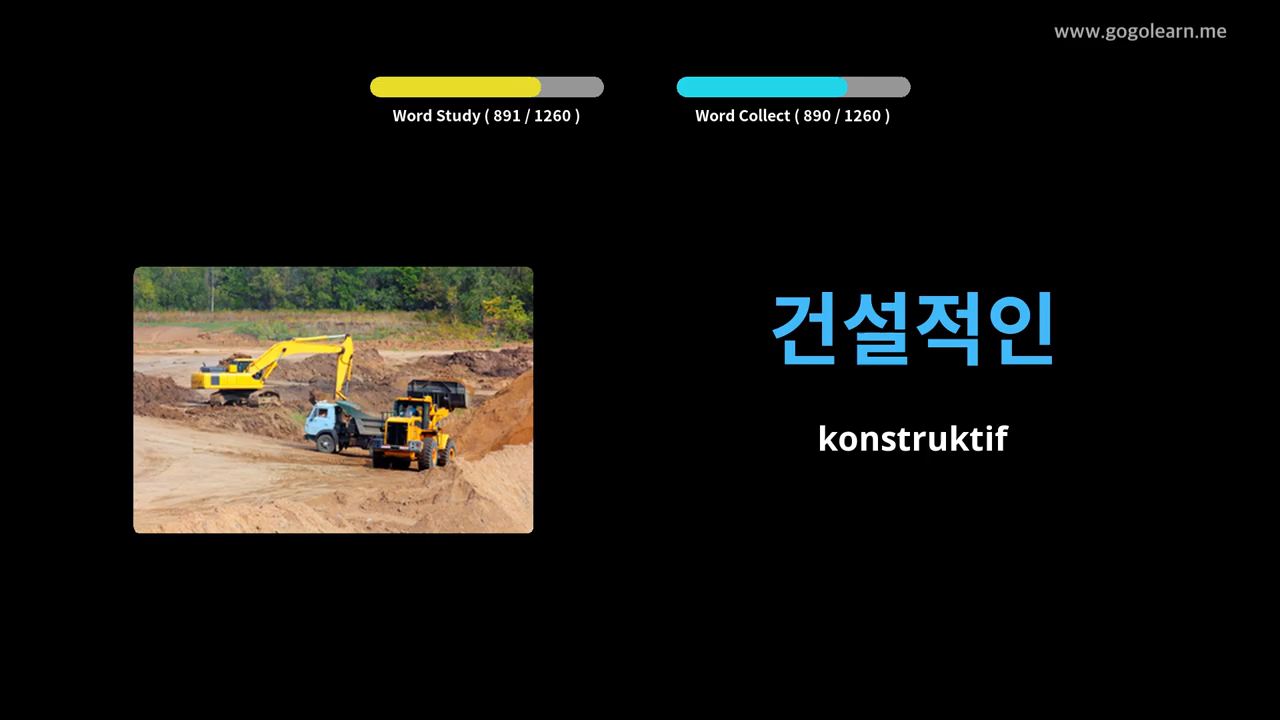 www.gogolearn.me
Word Study ( 891 / 1260 )
Word Collect ( 890 / 1260 )
건설적인
konstruktif